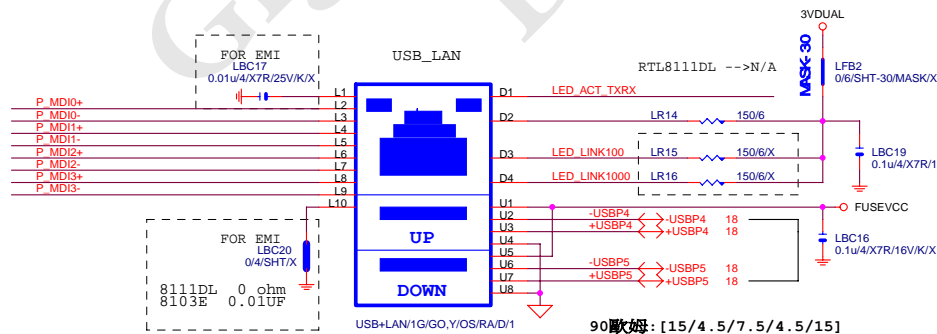 3VDUAL
FOR EMI
LBC17
0.01u/4/X7R/25V/K/X
USB_LAN
RTL8111DL -->N/A
MASK-30
LFB2
0/6/SHT-30/MASK/X
L1
D1
LED_ACT_TXRX
P_MDI0+
L2
P_MDI0-
L3
D2
LR14
150/6
P_MDI1+
L4
P_MDI1-
L5
P_MDI2+
L6
D3
LED_LINK100
LR15
150/6/X
LBC19
0.1u/4/X7R/1
P_MDI2-
L7
P_MDI3+
L8
D4
LED_LINK1000
LR16
150/6/X
P_MDI3-
L9
L10
U1
FUSEVCC
U2
-USBP4
-USBP4 18
U3
+USBP4
+USBP4 18
UP
U4
U5
FOR EMI
LBC20
0/4/SHT/X
LBC16
0.1u/4/X7R/16V/K/X
U6
-USBP5
-USBP5 18
U7
+USBP5
+USBP5 18
DOWN
U8
8111DL 0 ohm
8103E 0.01UF
USB+LAN/1G/GO,Y/OS/RA/D/1
90歐姆:[15/4.5/7.5/4.5/15]